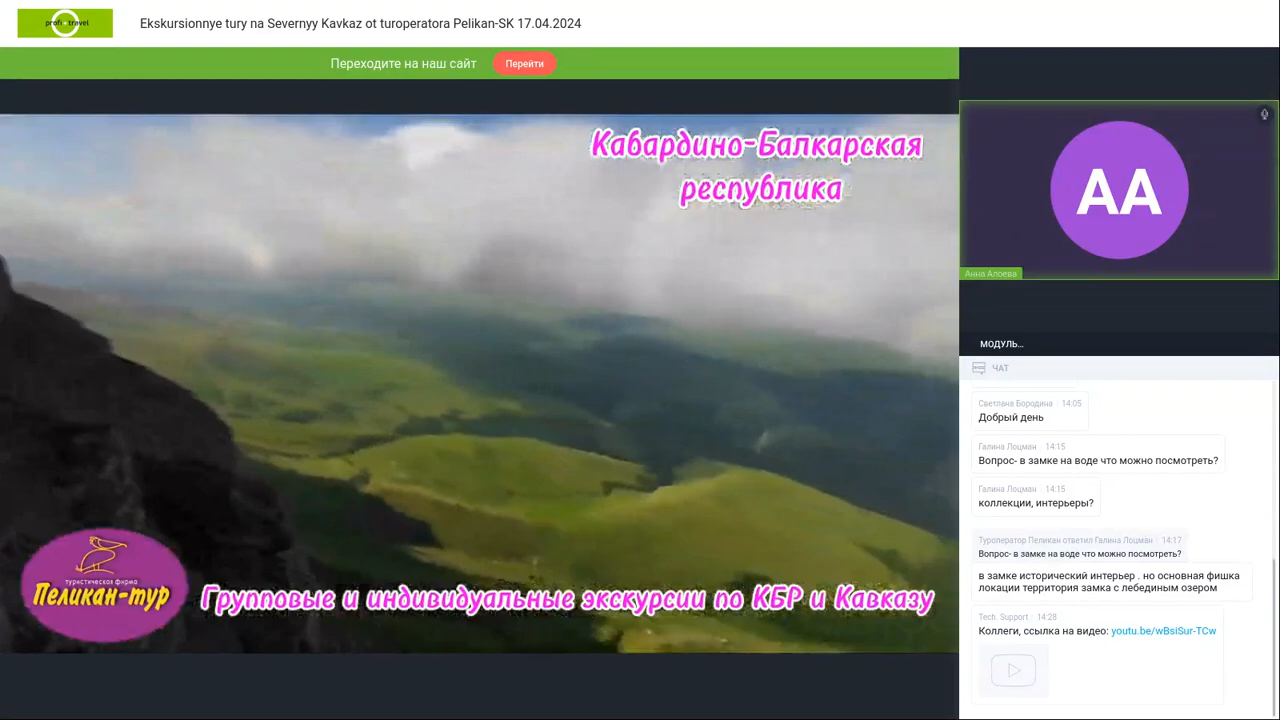 profi travel
Ekskursionnye tury na Severnyy Kavkaz ot turoperatora Pelikan-SK 17.04.2024
Переходите на наш сайт
Перейти
Кабардино-Балкарская
республика
туристическая фирма
Пеликан-тур
Групповые и индивидуальные экскурсии по КБР и Кавказу
АА
Анна Алоева
МОДУЛЬ...
ЧАТ
Светлана Бородина 14:05
Добрый день
Галина Лоцман 14:15
Вопрос- в замке на воде что можно посмотреть?
Галина Лоцман 14:15
коллекции, интерьеры?
Туроператор Пеликан ответил Галина Лоцман 14:17
Вопрос- в замке на воде что можно посмотреть?
в замке исторический интерьер . но основная фишка
локации территория замка с лебединым озером
Tech. Support 14:28
Коллеги, ссылка на видео: youtu.be/wBsiSur-TCw